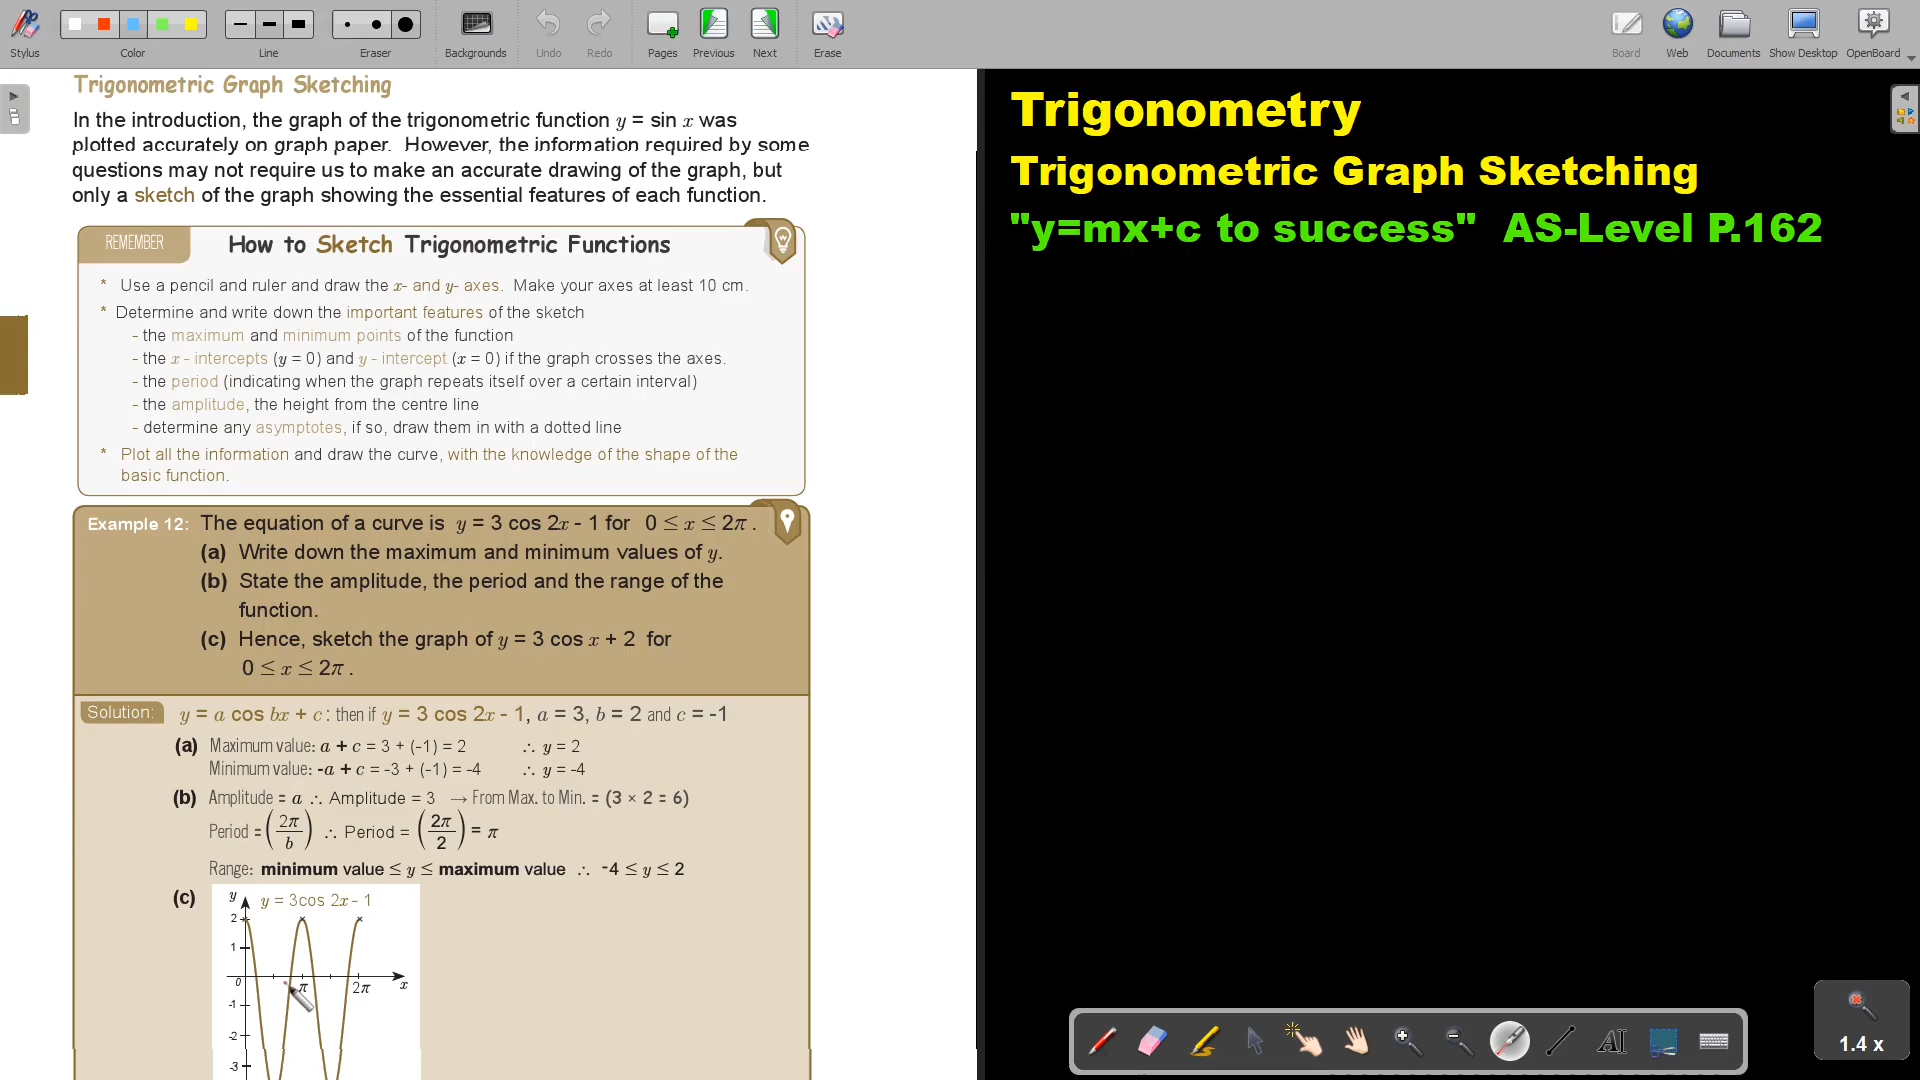 Stylus Color Line Eraser Backgrounds Undo Redo Pages Previous Next Erase Board Web Documents Show Desktop OpenBoard
Trigonometric Graph Sketching
In the introduction, the graph of the trigonometric function y = sin x was
plotted accurately on graph paper. However, the information required by some
questions may not require us to make an accurate drawing of the graph, but
only a sketch of the graph showing the essential features of each function.
REMEMBER
How to Sketch Trigonometric Functions
* Use a pencil and ruler and draw the x- and y- axes. Make your axes at least 10 cm.
* Determine and write down the important features of the sketch
- the maximum and minimum points of the function
- the x - intercepts (y = 0) and y - intercept (x = 0) if the graph crosses the axes.
- the period (indicating when the graph repeats itself over a certain interval)
- the amplitude, the height from the centre line
- determine any asymptotes, if so, draw them in with a dotted line
* Plot all the information and draw the curve, with the knowledge of the shape of the
basic function.
Example 12: The equation of a curve is y = 3 cos 2x - 1 for 0 ≤ x ≤ 2π .
(a) Write down the maximum and minimum values of y.
(b) State the amplitude, the period and the range of the
function.
(c) Hence, sketch the graph of y = 3 cos x + 2 for
0 ≤ x ≤ 2π .
Solution: y = a cos bx + c : then if y = 3 cos 2x - 1, a = 3, b = 2 and c = -1
(a) Maximum value: a + c = 3 + (-1) = 2 ∴ y = 2
Minimum value: -a + c = -3 + (-1) = -4 ∴ y = -4
(b) Amplitude = a ∴ Amplitude = 3 → From Max. to Min. = (3 × 2 = 6)
Period = (2π/b) ∴ Period = (2π/2) = π
Range: minimum value ≤ y ≤ maximum value ∴ -4 ≤ y ≤ 2
(c)
y
y = 3cos 2x - 1
2
1
0 π 2π x
-1
-2
-3
Trigonometry
Trigonometric Graph Sketching
"y=mx+c to success" AS-Level P.162
1.4 x